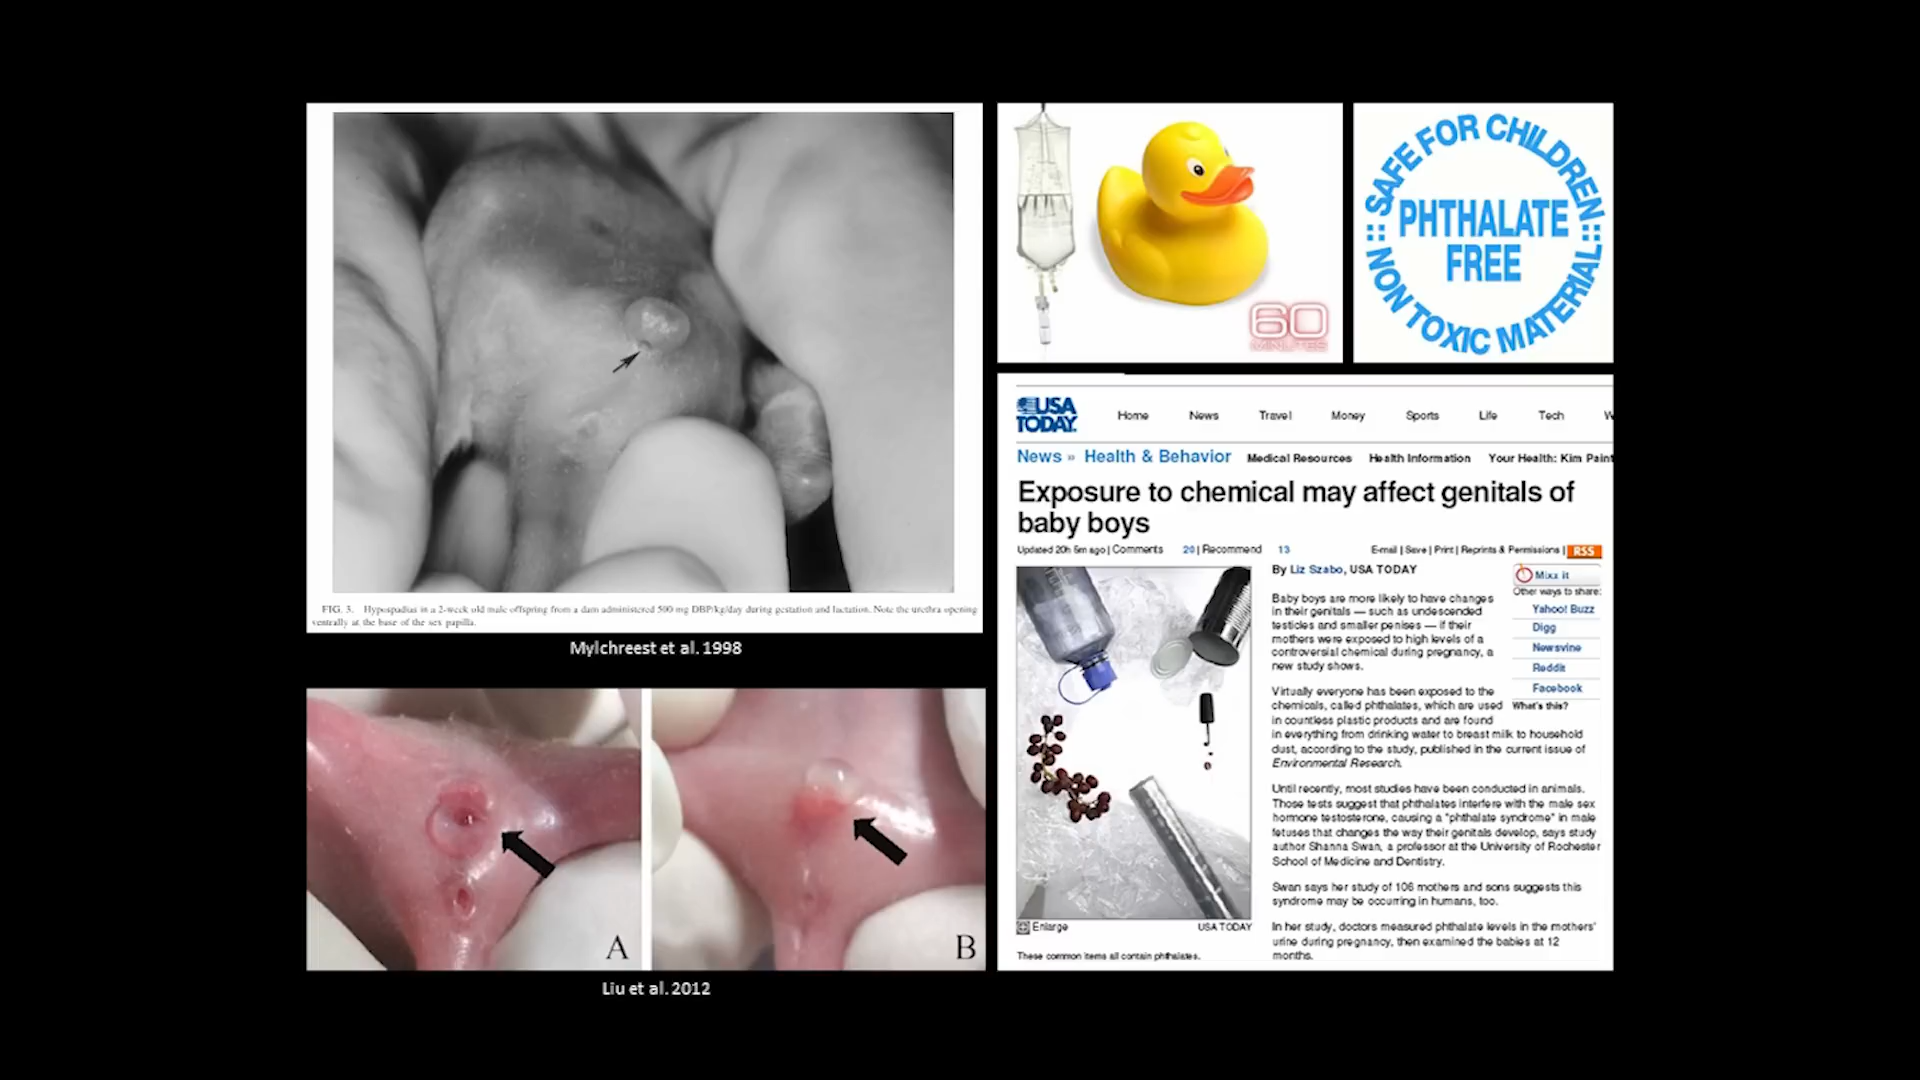 FIG. 3. Hypospadias in a 2-week old male offspring from a dam administered 500 mg DBP/kg/day during gestation and lactation. Note the urethra opening
ventrally at the base of the sex papilla.
Mylchreest et al. 1998
A
B
Liu et al. 2012
60
MINUTES
SAFE FOR CHILDREN
PHTHALATE
FREE
NON TOXIC MATERIAL
USA
TODAY
Home News Travel Money Sports Life Tech W
News » Health & Behavior Medical Resources Health Information Your Health: Kim Paint
Exposure to chemical may affect genitals of
baby boys
Updated 20h 5m ago | Comments 20 | Recommend 13 E-mail | Save | Print | Reprints & Permissions | RSS
By Liz Szabo, USA TODAY
Baby boys are more likely to have changes
in their genitals — such as undescended
testicles and smaller penises — if their
mothers were exposed to high levels of a
controversial chemical during pregnancy, a
new study shows.
Virtually everyone has been exposed to the
chemicals, called phthalates, which are used
in countless plastic products and are found
in everything from drinking water to breast milk to household
dust, according to the study, published in the current issue of
Environmental Research.
Until recently, most studies have been conducted in animals.
Those tests suggest that phthalates interfere with the male sex
hormone testosterone, causing a "phthalate syndrome" in male
fetuses that changes the way their genitals develop, says study
author Shanna Swan, a professor at the University of Rochester
School of Medicine and Dentistry.
Swan says her study of 106 mothers and sons suggests this
syndrome may be occurring in humans, too.
In her study, doctors measured phthalate levels in the mothers'
urine during pregnancy, then examined the babies at 12
months.
Mixx it
Other ways to share:
Yahoo! Buzz
Digg
Newsvine
Reddit
Facebook
What's this?
Enlarge USA TODAY
These common items all contain phthalates.